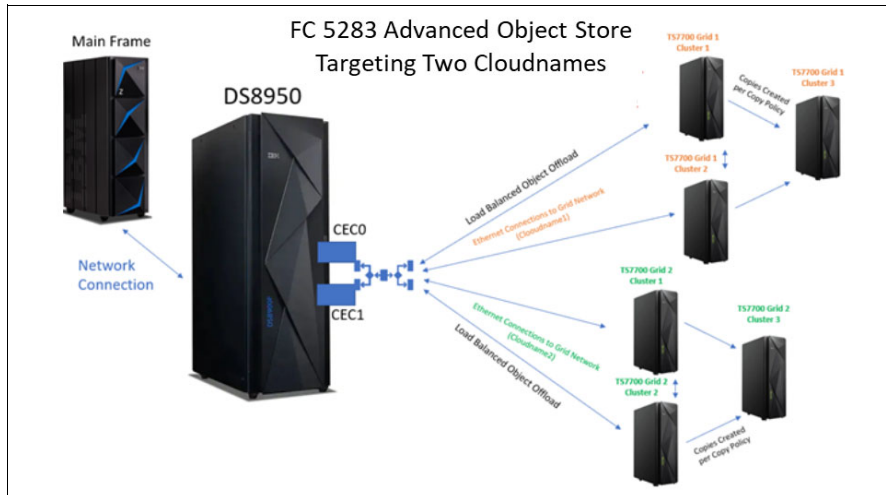 FC 5283 Advanced Object Store
Targeting Two Cloudnames
Main Frame
Z
DS8950
IBM
DS8950F
CEC0
CEC1
Network
Connection
Load Balanced Object Offload
Ethernet Connections to Grid Network
(Cloudname1)
Ethernet Connections to Grid Network
(Cloudname2)
Load Balanced Object Offload
TS7700 Grid 1
Cluster 1
Copies Created
per Copy Policy
TS7700 Grid 1
Cluster 3
TS7700 Grid 1
Cluster 2
TS7700 Grid 2
Cluster 1
TS7700 Grid 2
Cluster 3
TS7700 Grid 2
Cluster 2
Copies Created
per Copy Policy